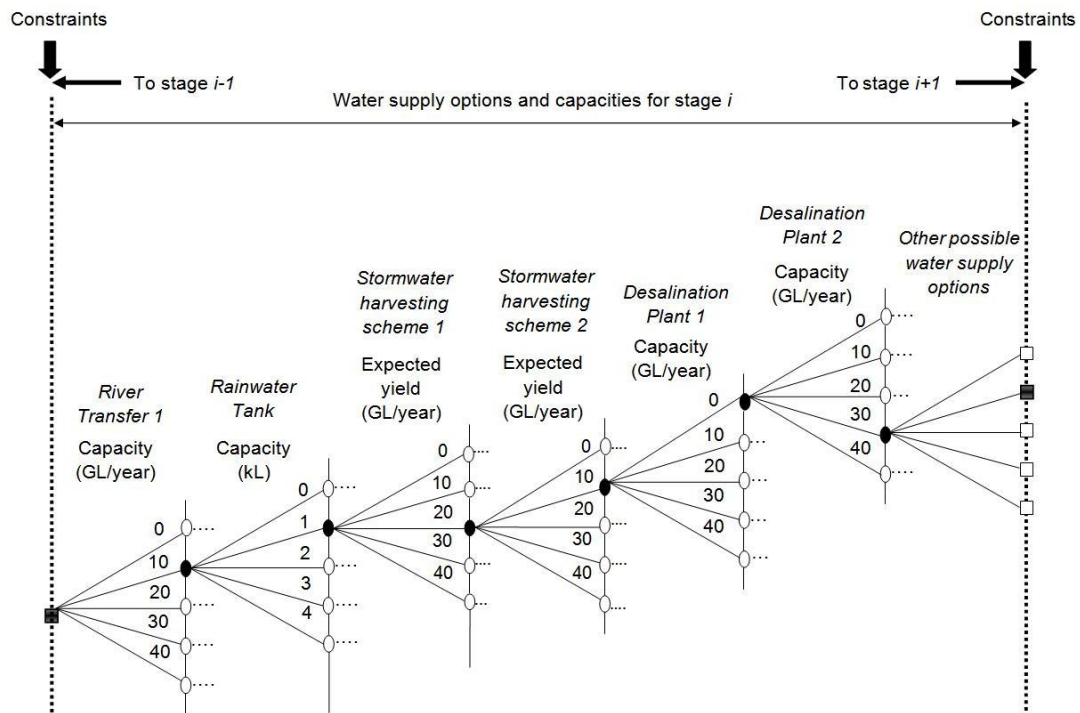 Constraints
Constraints
To stage i-1
To stage i+1
Water supply options and capacities for stage i
River
Transfer 1
Capacity
(GL/year)
0
10
20
30
40
Rainwater
Tank
Capacity
(kL)
0
1
2
3
4
Stormwater
harvesting
scheme 1
Expected
yield
(GL/year)
0
10
20
30
40
Stormwater
harvesting
scheme 2
Expected
yield
(GL/year)
0
10
20
30
40
Desalination
Plant 1
Capacity
(GL/year)
0
10
20
30
40
Desalination
Plant 2
Capacity
(GL/year)
0
10
20
30
40
Other possible
water supply
options